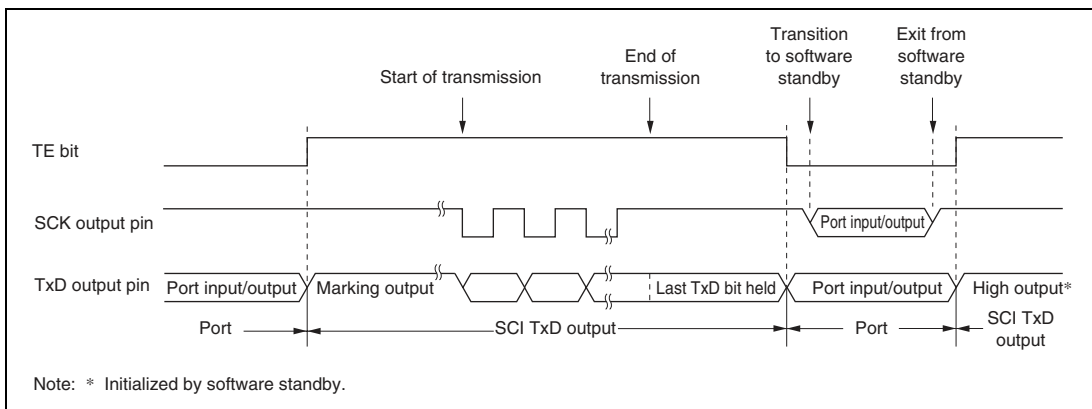 Transition
to software
standby
Exit from
software
standby
End of
transmission
Start of transmission
TE bit
SCK output pin
Port input/output
TxD output pin
Port input/output
Marking output
Last TxD bit held
Port input/output
High output*
Port
SCI TxD output
Port
SCI TxD
output
Note: * Initialized by software standby.